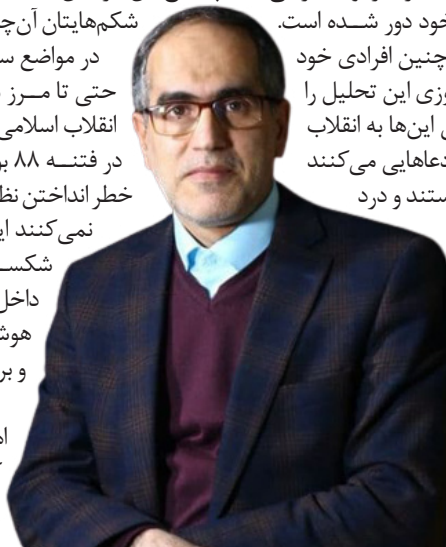 شکم‌هایتان آن‌چ
در مواضع س
حتی تا مــرز
انقلاب اسلامی
در فتنــه ۸۸ بر
خطر انداختن نظ
نمی‌کنند ای
شکســ
داخل
هوش
و بر
خود دور شــده است.
چنین افرادی خود
وزی این تحلیل را
این‌ها به انقلاب
دعاهایی می‌کنند
ستند و درد